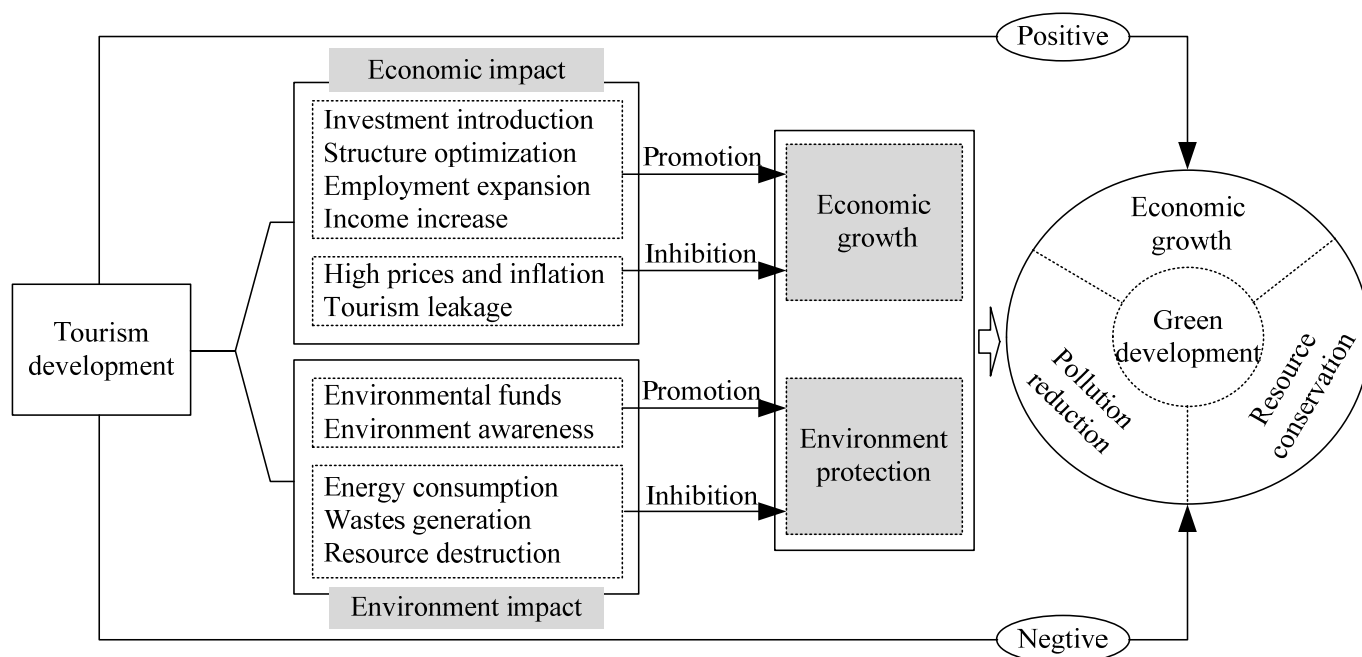 Positive
Economic impact
Investment introduction
Structure optimization
Employment expansion
Income increase
High prices and inflation
Tourism leakage
Promotion
Inhibition
Economic
growth
Tourism
development
Environmental funds
Environment awareness
Energy consumption
Wastes generation
Resource destruction
Environment impact
Promotion
Inhibition
Environment
protection
Economic
growth
Green
development
Pollution
reduction
Resource
conservation
Negtive